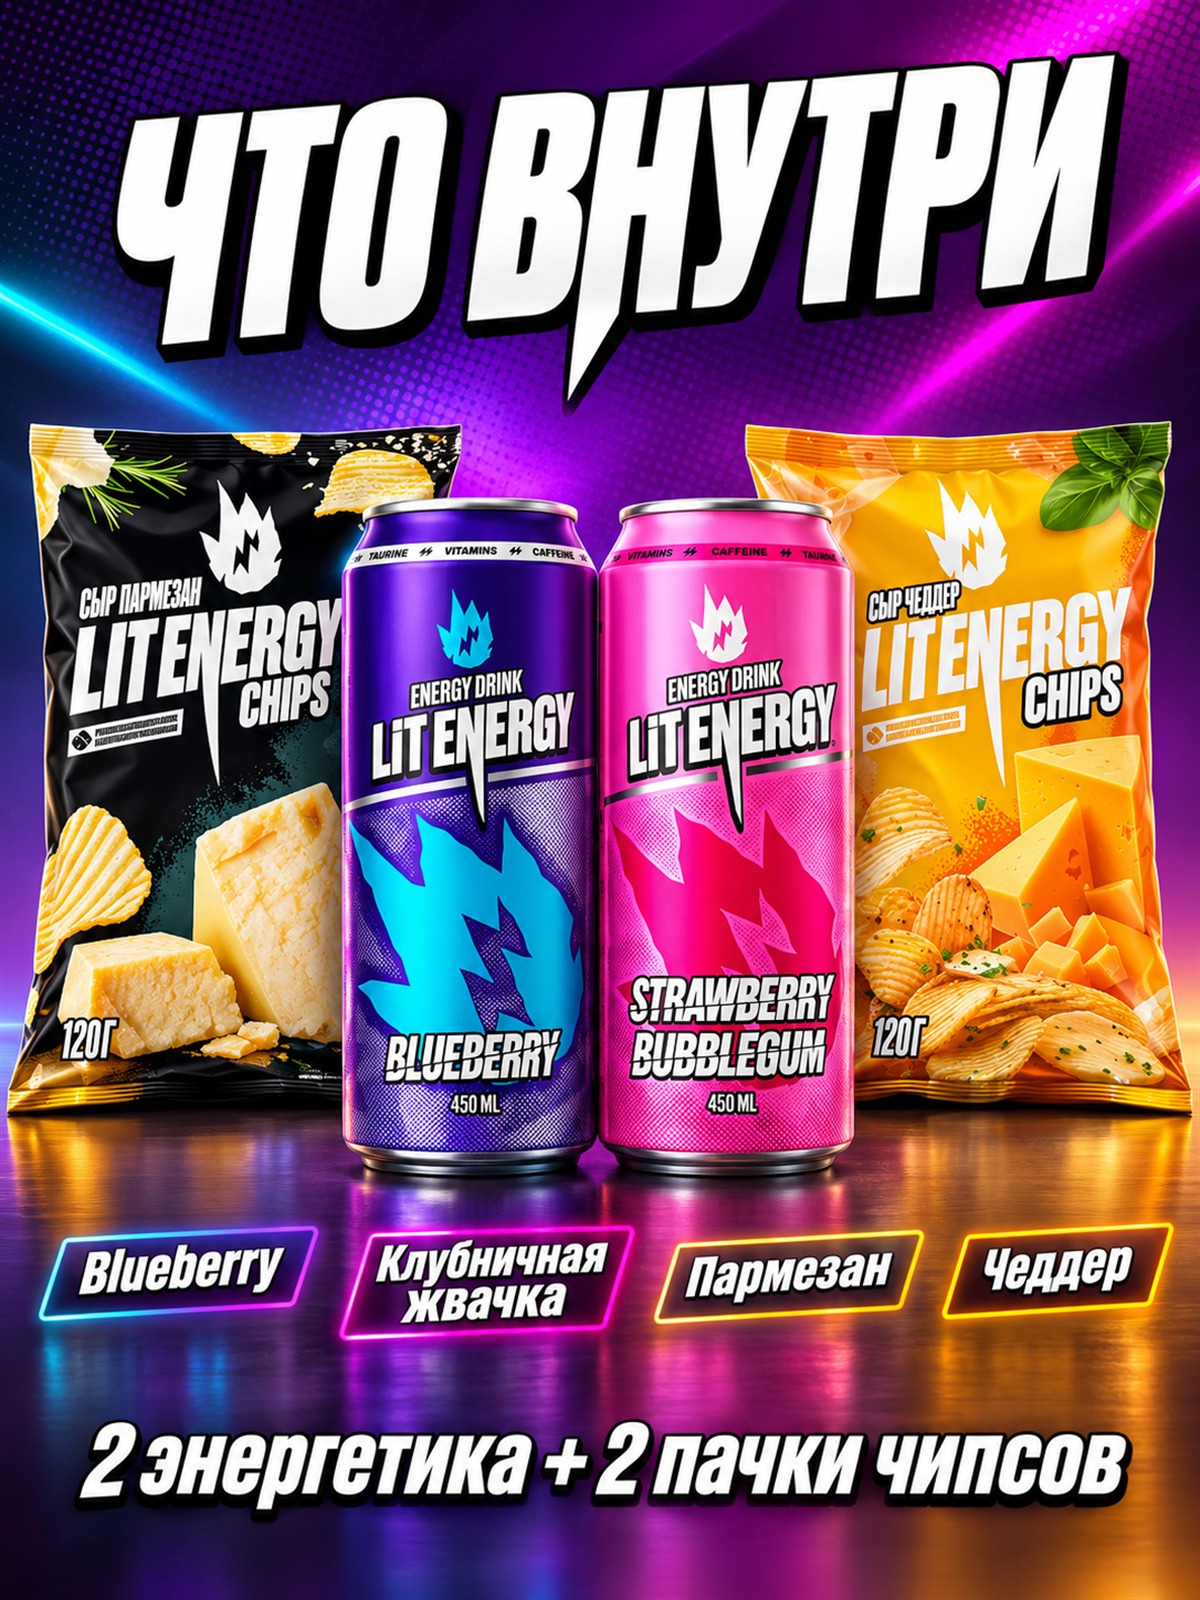 ЧТО ВНУТРИ
СЫР ПАРМЕЗАН
LIT ENERGY
CHIPS
120Г
TAURINE VITAMINS CAFFEINE
ENERGY DRINK
LIT ENERGY
BLUEBERRY
450 ML
VITAMINS CAFFEINE TAURINE
ENERGY DRINK
LIT ENERGY
STRAWBERRY
BUBBLEGUM
450 ML
СЫР ЧЕДДЕР
LIT ENERGY
CHIPS
120Г
Blueberry
Клубничная
жвачка
Пармезан
Чеддер
2 энергетика + 2 пачки чипсов